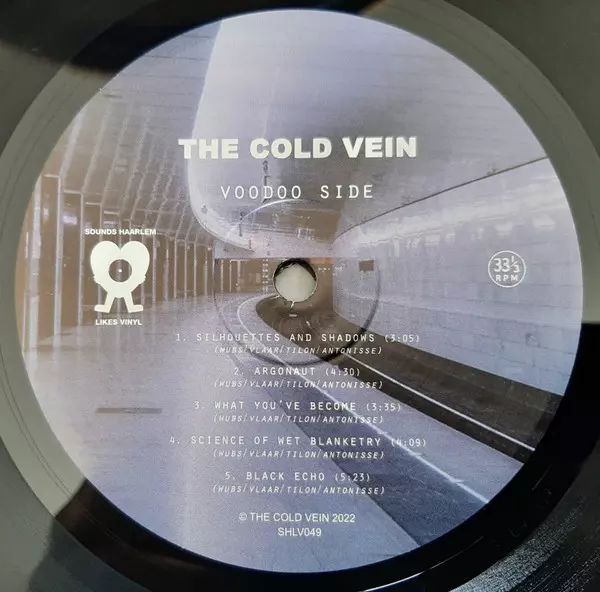 THE COLD VEIN
VOODOO SIDE
SOUNDS HAARLEM
LIKES VINYL
33⅓
RPM
1. SILHOUETTES AND SHADOWS (3:05)
(HUBS/VLAAR/TILON/ANTONISSE)
2. ARGONAUT (4:30)
(HUBS/VLAAR/TILON/ANTONISSE)
3. WHAT YOU'VE BECOME (3:35)
(HUBS/VLAAR/TILON/ANTONISSE)
4. SCIENCE OF WET BLANKETRY (4:09)
(HUBS/VLAAR/TILON/ANTONISSE)
5. BLACK ECHO (5:23)
(HUBS/VLAAR/TILON/ANTONISSE)
© THE COLD VEIN 2022
SHLV049